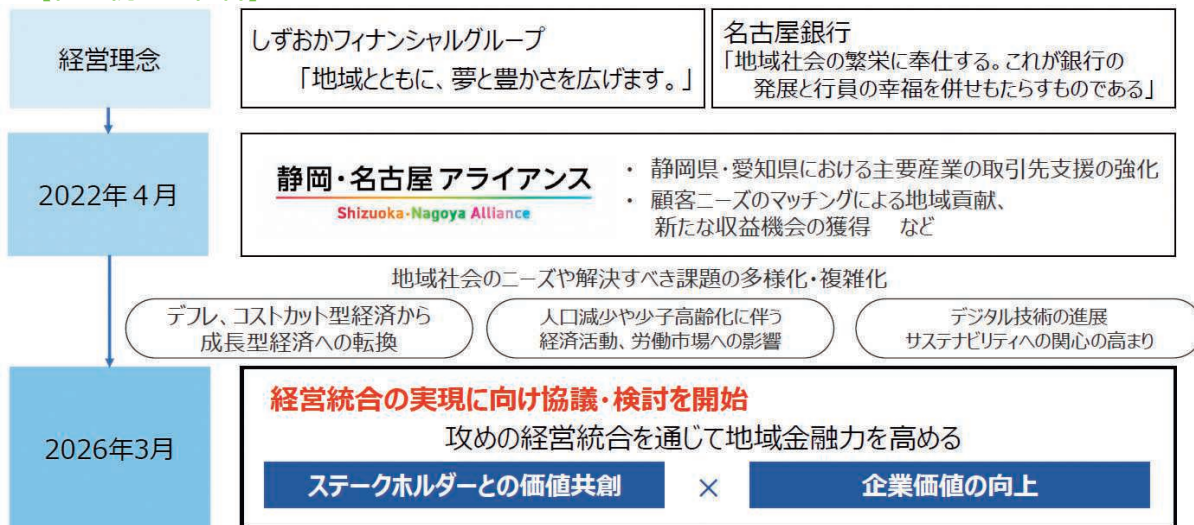 経営理念
しずおかフィナンシャルグループ
「地域とともに、夢と豊かさを広げます。」
名古屋銀行
「地域社会の繁栄に奉仕する。これが銀行の
発展と行員の幸福を併せもたらすものである」
2022年4月
静岡・名古屋 アライアンス
Shizuoka-Nagoya Alliance
・ 静岡県・愛知県における主要産業の取引先支援の強化
・ 顧客ニーズのマッチングによる地域貢献、
新たな収益機会の獲得 など
地域社会のニーズや解決すべき課題の多様化・複雑化
デフレ、コストカット型経済から
成長型経済への転換
人口減少や少子高齢化に伴う
経済活動、労働市場への影響
デジタル技術の進展
サステナビリティへの関心の高まり
2026年3月
経営統合の実現に向け協議・検討を開始
攻めの経営統合を通じて地域金融力を高める
ステークホルダーとの価値共創 × 企業価値の向上